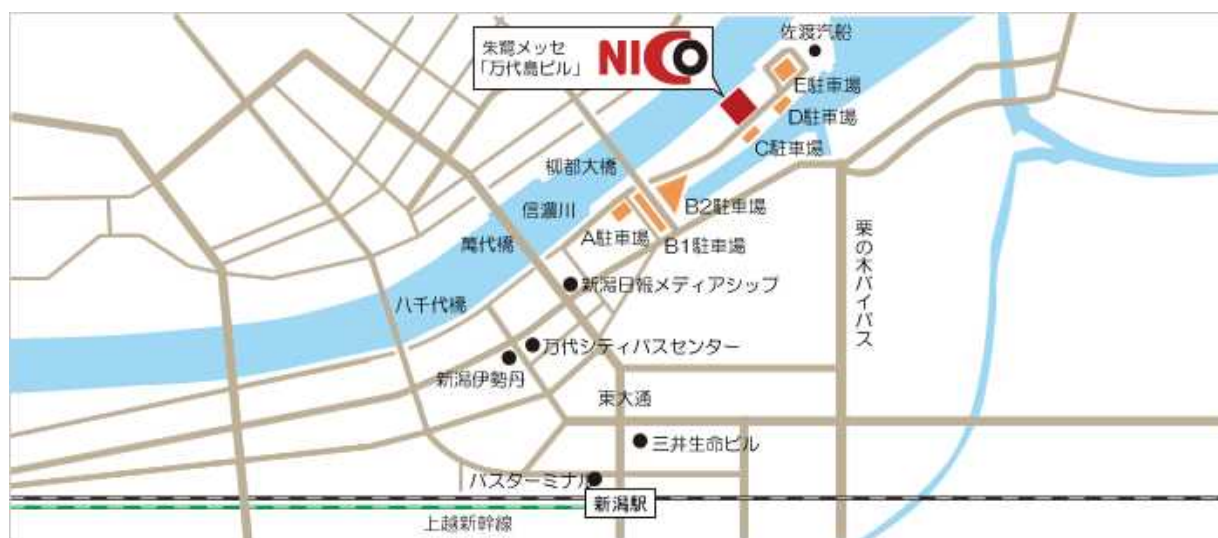 朱鷺メッセ
「万代島ビル」
NICO
佐渡汽船
E駐車場
D駐車場
C駐車場
柳都大橋
信濃川
B2駐車場
A駐車場
B1駐車場
萬代橋
栗の木バイパス
新潟日報メディアシップ
八千代橋
万代シティバスセンター
新潟伊勢丹
東大通
三井生命ビル
バスターミナル
新潟駅
上越新幹線